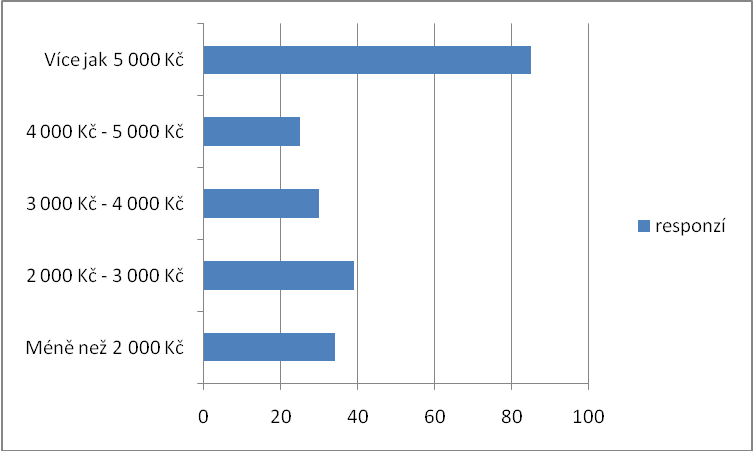 Více jak 5 000 Kč
4 000 Kč - 5 000 Kč
3 000 Kč - 4 000 Kč
2 000 Kč - 3 000 Kč
Méně než 2 000 Kč
0 20 40 60 80 100
responzí